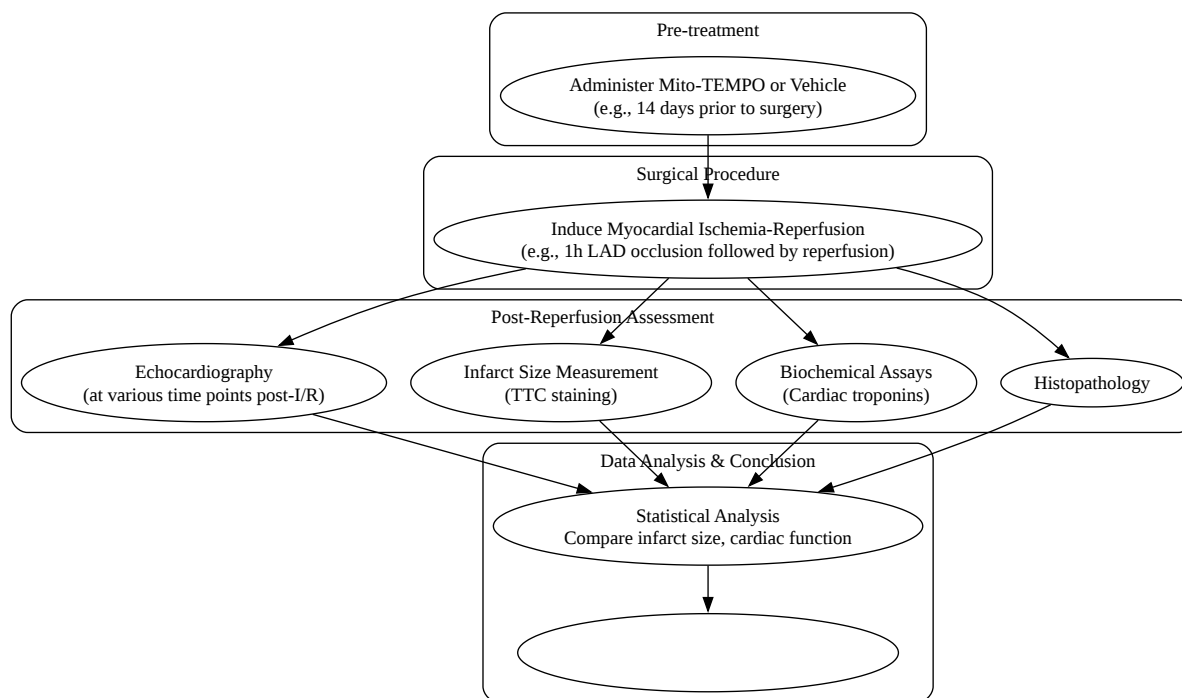 Pre-treatment
Administer Mito-TEMPO or Vehicle
(e.g., 14 days prior to surgery)
Surgical Procedure
Induce Myocardial Ischemia-Reperfusion
(e.g., 1h LAD occlusion followed by reperfusion)
Post-Reperfusion Assessment
Echocardiography
(at various time points post-I/R)
Infarct Size Measurement
(TTC staining)
Biochemical Assays
(Cardiac troponins)
Histopathology
Data Analysis & Conclusion
Statistical Analysis
Compare infarct size, cardiac function